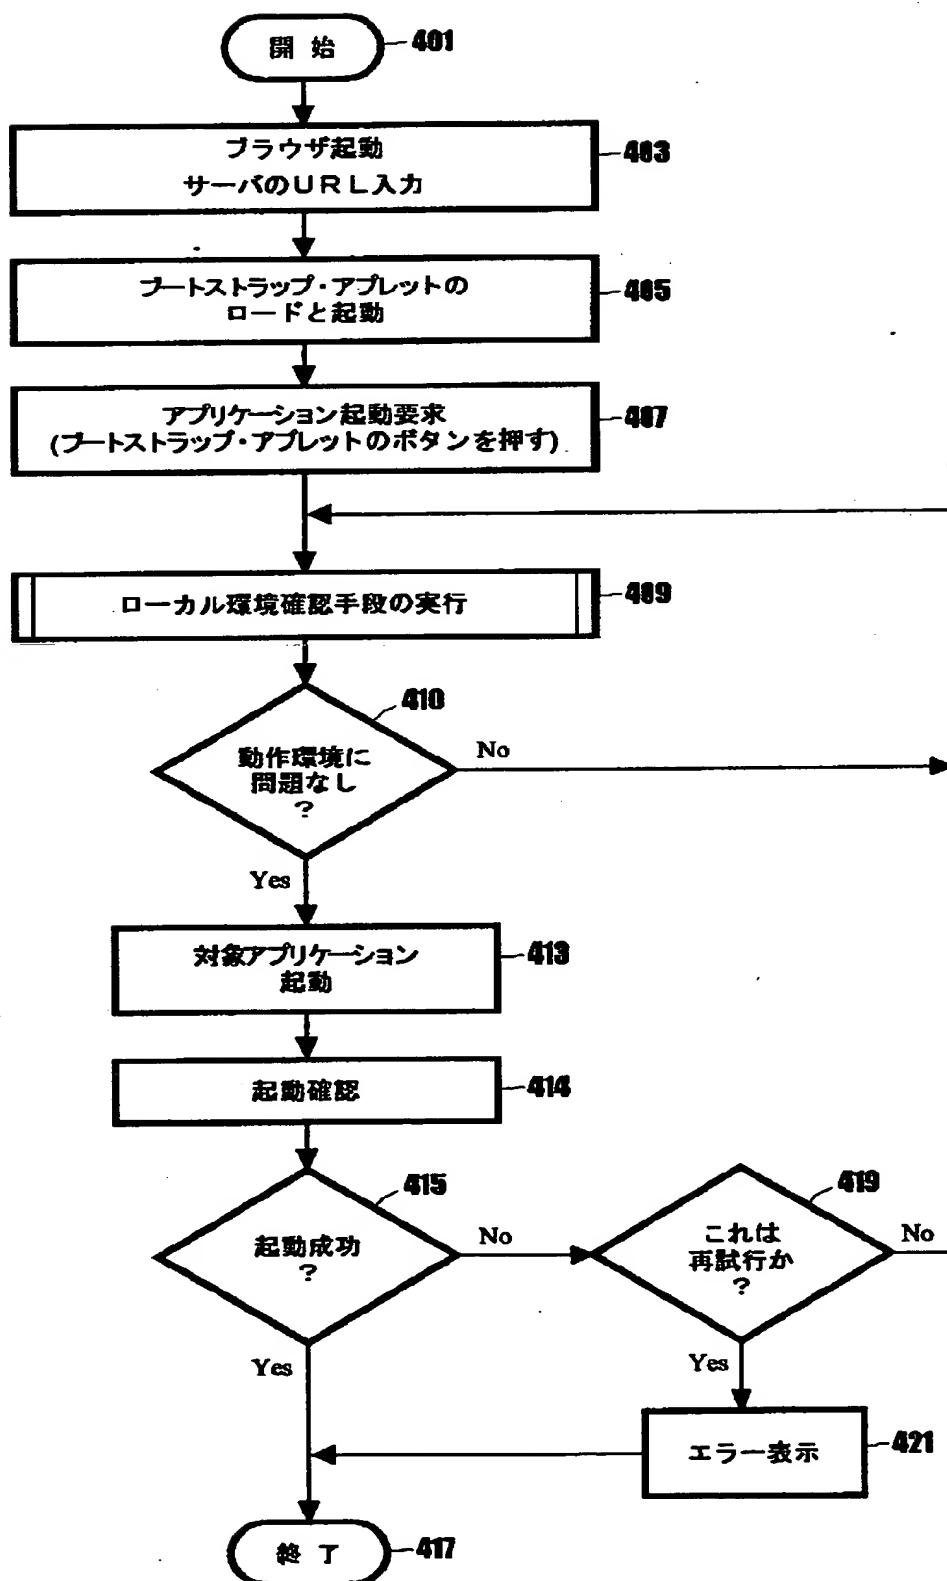 開始
401
ブラウザ起動
サーバのURL入力
403
ブートストラップ・アプレットの
ロードと起動
405
アプリケーション起動要求
(ブートストラップ・アプレットのボタンを押す)
407
ローカル環境確認手段の実行
409
410
動作環境に
問題なし
?
No
Yes
対象アプリケーション
起動
413
起動確認
414
415
起動成功
?
No
Yes
419
これは
再試行か
?
No
Yes
エラー表示
421
終了
417